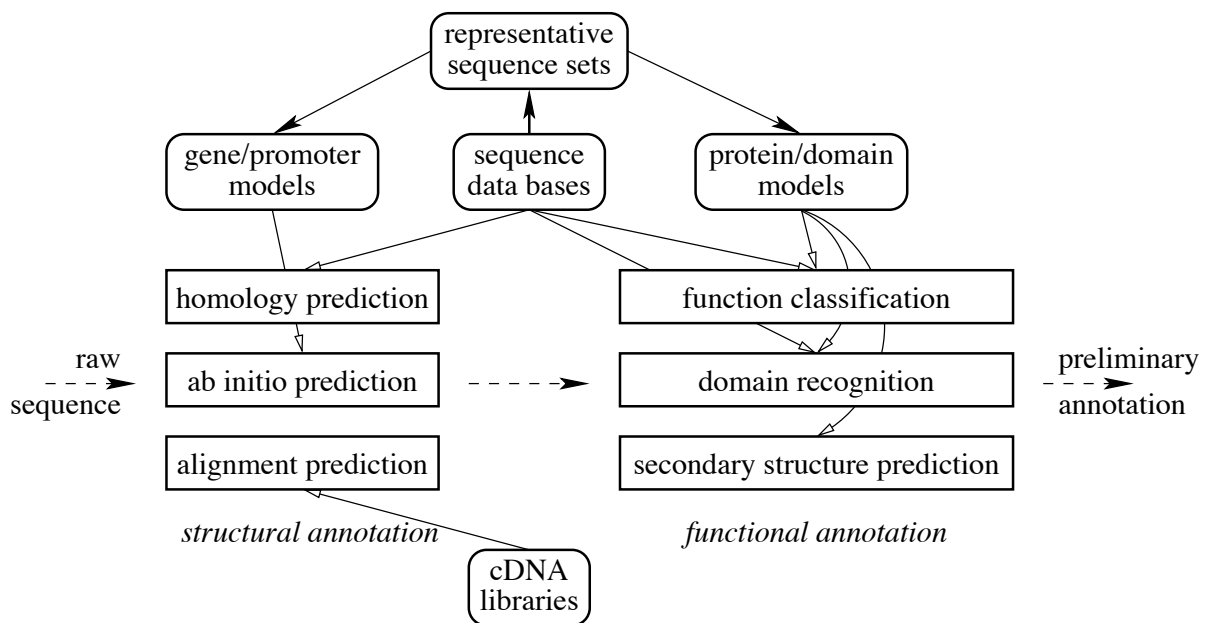 representative
sequence sets
gene/promoter
models
sequence
data bases
protein/domain
models
homology prediction
function classification
raw
sequence
ab initio prediction
domain recognition
preliminary
annotation
alignment prediction
secondary structure prediction
structural annotation
functional annotation
cDNA
libraries